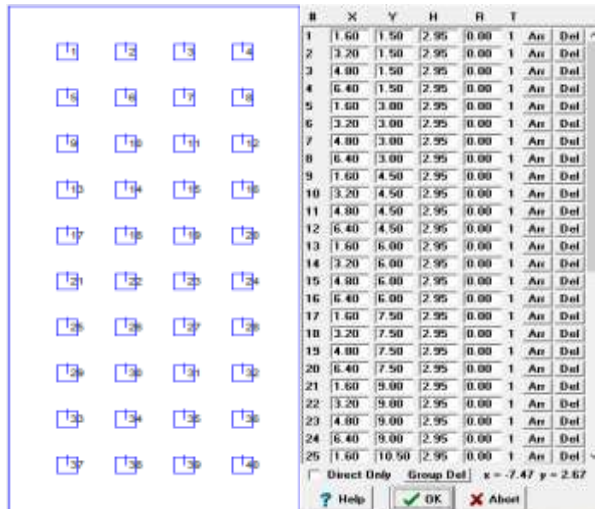 1 2 3 4
5 6 7 8
9 10 11 12
13 14 15 16
17 18 19 20
21 22 23 24
25 26 27 28
29 30 31 32
33 34 35 36
37 38 39 40
# X Y H R T
1 1.60 1.50 2.95 0.00 1 Arr Del
2 3.20 1.50 2.95 0.00 1 Arr Del
3 4.80 1.50 2.95 0.00 1 Arr Del
4 6.40 1.50 2.95 0.00 1 Arr Del
5 1.60 3.00 2.95 0.00 1 Arr Del
6 3.20 3.00 2.95 0.00 1 Arr Del
7 4.80 3.00 2.95 0.00 1 Arr Del
8 6.40 3.00 2.95 0.00 1 Arr Del
9 1.60 4.50 2.95 0.00 1 Arr Del
10 3.20 4.50 2.95 0.00 1 Arr Del
11 4.80 4.50 2.95 0.00 1 Arr Del
12 6.40 4.50 2.95 0.00 1 Arr Del
13 1.60 6.00 2.95 0.00 1 Arr Del
14 3.20 6.00 2.95 0.00 1 Arr Del
15 4.80 6.00 2.95 0.00 1 Arr Del
16 6.40 6.00 2.95 0.00 1 Arr Del
17 1.60 7.50 2.95 0.00 1 Arr Del
18 3.20 7.50 2.95 0.00 1 Arr Del
19 4.80 7.50 2.95 0.00 1 Arr Del
20 6.40 7.50 2.95 0.00 1 Arr Del
21 1.60 9.00 2.95 0.00 1 Arr Del
22 3.20 9.00 2.95 0.00 1 Arr Del
23 4.80 9.00 2.95 0.00 1 Arr Del
24 6.40 9.00 2.95 0.00 1 Arr Del
25 1.60 10.50 2.95 0.00 1 Arr Del
Direct Only Group Del x = -7.47 y = 2.67
? Help OK Abort